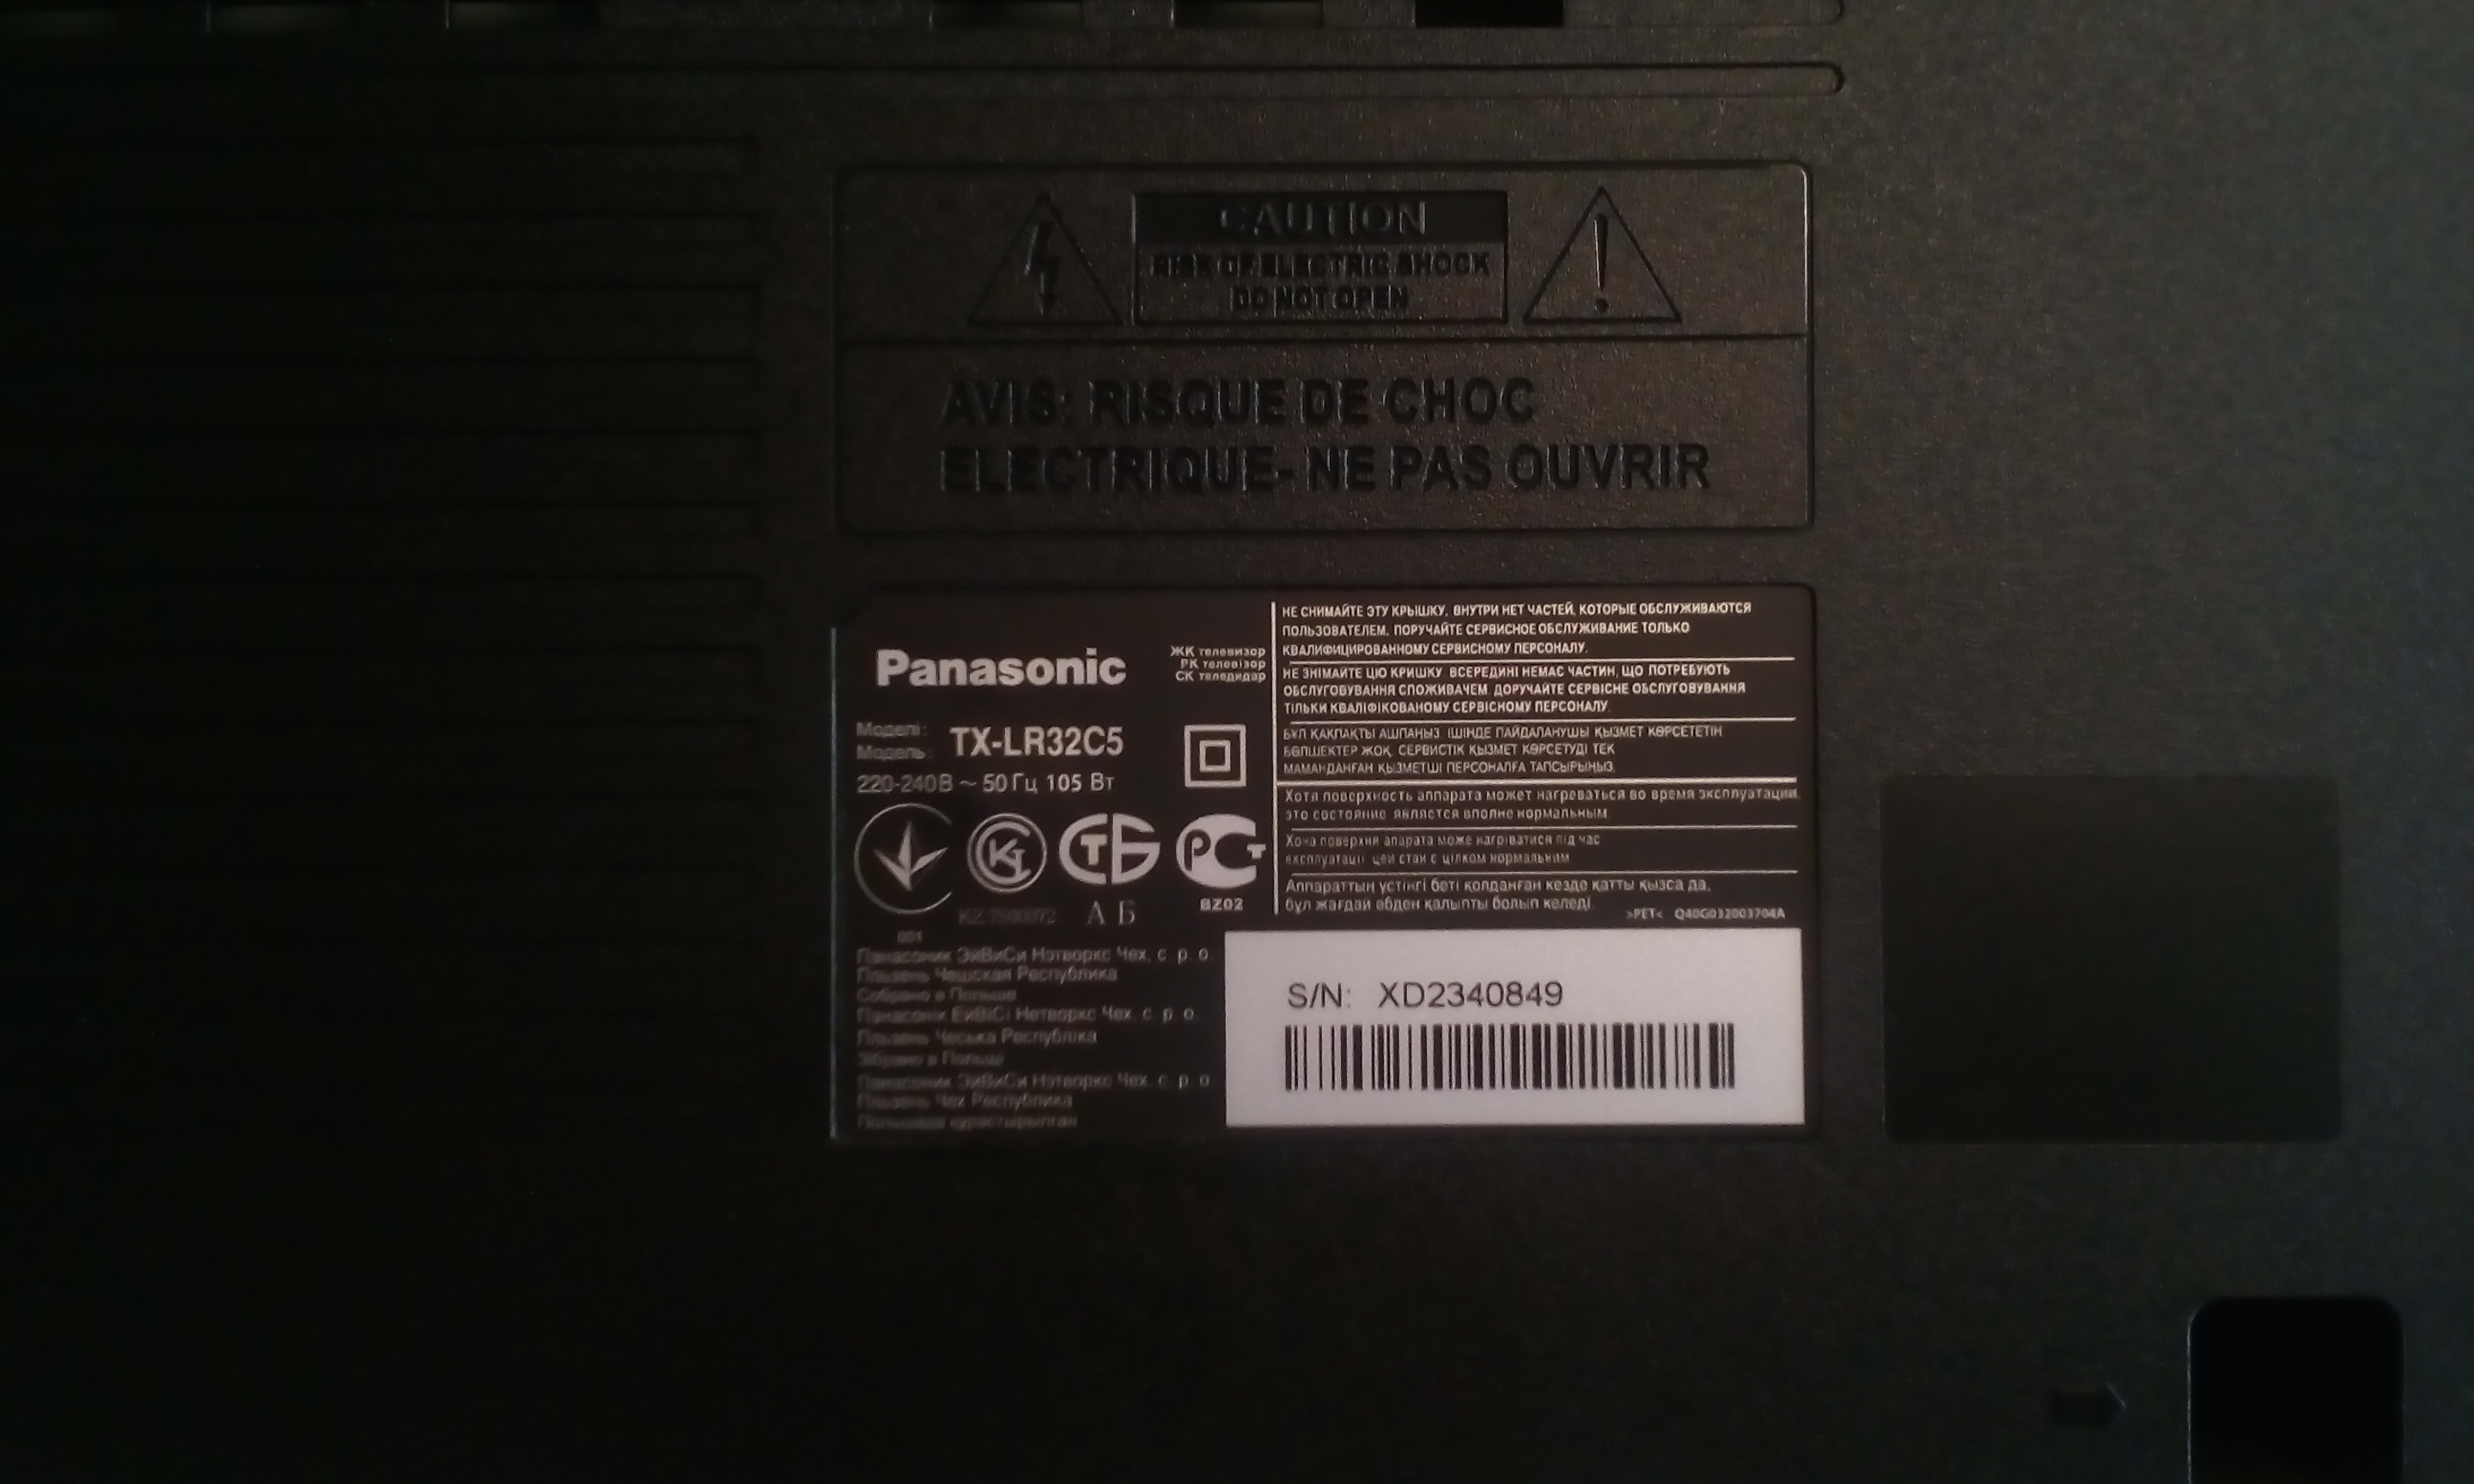 CAUTION
RISK OF ELECTRIC SHOCK
DO NOT OPEN
AVIS: RISQUE DE CHOC
ELECTRIQUE- NE PAS OUVRIR
Panasonic
ЖК телевизор
РК телевізор
СК теледидар
Моделі:
Модель: TX-LR32C5
220-240В ~ 50 Гц 105 Вт
BZ02
А Б
001
Панасоник ЭйВиСи Нэтворкс Чех, с. р. о.
Пльзень Чешская Республика
Собрано в Польше
Панасонік ЕйВіСі Нетворкс Чех, с. р. о.
Пльзень Чеська Республіка
Зібрано в Польщі
Панасоник ЭйВиСи Нэтворкс Чех, с. р. о.
Пльзень Чех Республика
НЕ СНИМАЙТЕ ЭТУ КРЫШКУ. ВНУТРИ НЕТ ЧАСТЕЙ, КОТОРЫЕ ОБСЛУЖИВАЮТСЯ
ПОЛЬЗОВАТЕЛЕМ. ПОРУЧАЙТЕ СЕРВИСНОЕ ОБСЛУЖИВАНИЕ ТОЛЬКО
КВАЛИФИЦИРОВАННОМУ СЕРВИСНОМУ ПЕРСОНАЛУ.
НЕ ЗНІМАЙТЕ ЦЮ КРИШКУ. ВСЕРЕДИНІ НЕМАЄ ЧАСТИН, ЩО ПОТРЕБУЮТЬ
ОБСЛУГОВУВАННЯ СПОЖИВАЧЕМ. ДОРУЧАЙТЕ СЕРВІСНЕ ОБСЛУГОВУВАННЯ
ТІЛЬКИ КВАЛІФІКОВАНОМУ СЕРВІСНОМУ ПЕРСОНАЛУ.
БҰЛ ҚАҚПАҚТЫ АШПАҢЫЗ. ІШІНДЕ ПАЙДАЛАНУШЫ ҚЫЗМЕТ КӨРСЕТЕТІН
БӨЛШЕКТЕР ЖОҚ. СЕРВИСТІК ҚЫЗМЕТ КӨРСЕТУДІ ТЕК
МАМАНДАНҒАН ҚЫЗМЕТШІ ПЕРСОНАЛҒА ТАПСЫРЫҢЫЗ.
Хотя поверхность аппарата может нагреваться во время эксплуатации,
это состояние является вполне нормальным.
Хоча поверхня апарата може нагріватися під час
експлуатації, цей стан є цілком нормальним
Аппараттың үстіңгі беті қолданған кезде қатты қызса да,
бұл жағдай әбден қалыпты болып келеді.
>PET< Q40G032003704A
S/N: XD2340849